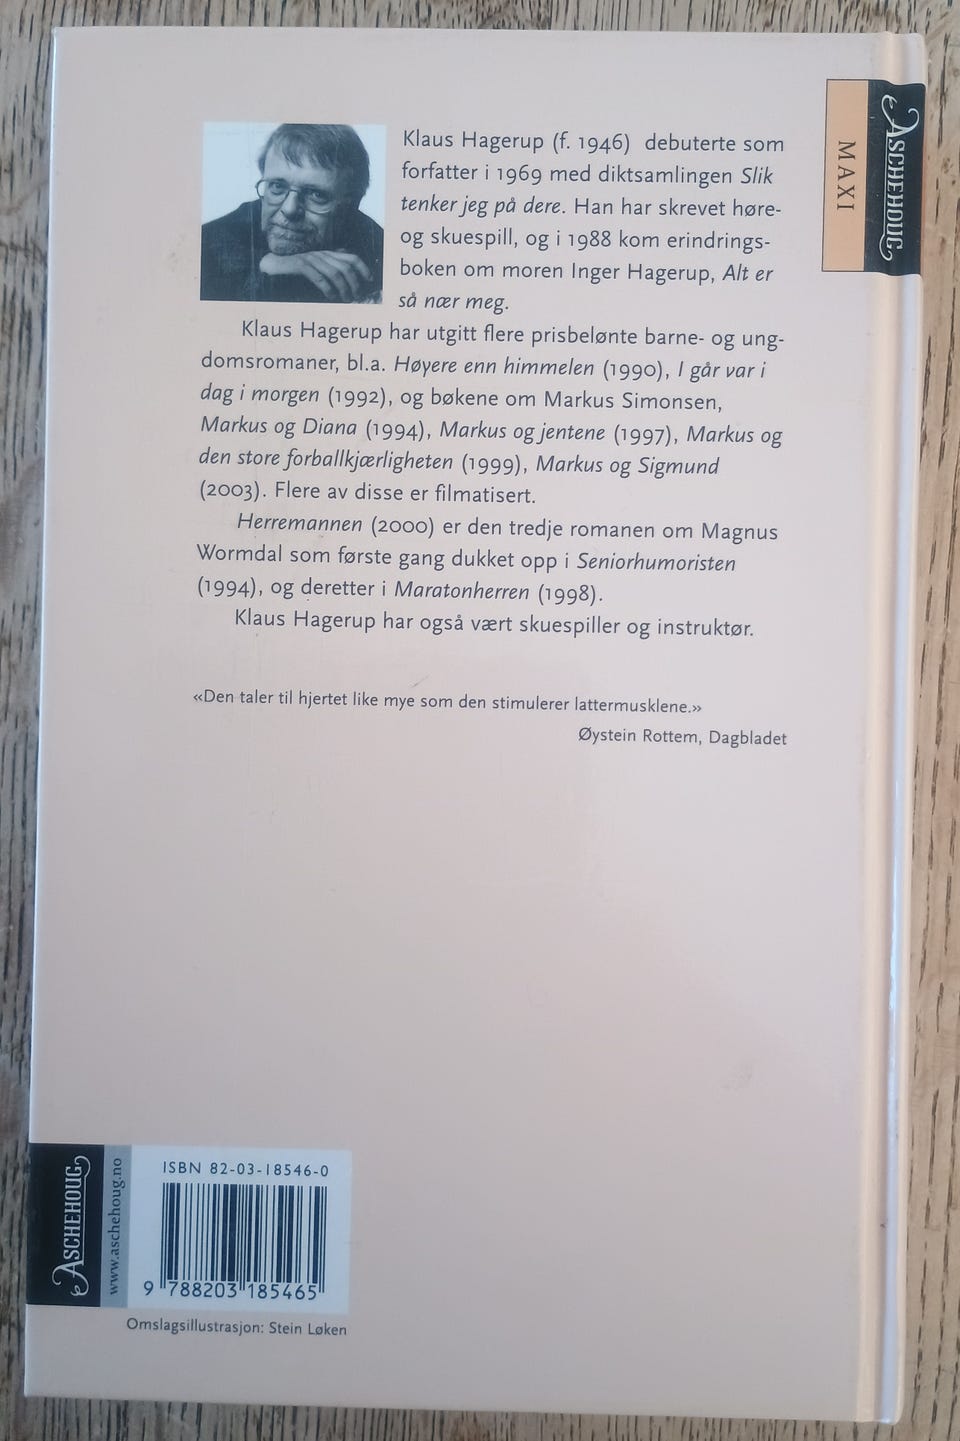 ASCHEHOUG
MAXI
Klaus Hagerup (f. 1946) debuterte som
forfatter i 1969 med diktsamlingen Slik
tenker jeg på dere. Han har skrevet høre-
og skuespill, og i 1988 kom erindrings-
boken om moren Inger Hagerup, Alt er
så nær meg.
Klaus Hagerup har utgitt flere prisbelønte barne- og ung-
domsromaner, bl.a. Høyere enn himmelen (1990), I går var i
dag i morgen (1992), og bøkene om Markus Simonsen,
Markus og Diana (1994), Markus og jentene (1997), Markus og
den store forballkjærligheten (1999), Markus og Sigmund
(2003). Flere av disse er filmatisert.
Herremannen (2000) er den tredje romanen om Magnus
Wormdal som første gang dukket opp i Seniorhumoristen
(1994), og deretter i Maratonherren (1998).
Klaus Hagerup har også vært skuespiller og instruktør.
«Den taler til hjertet like mye som den stimulerer lattermusklene.»
Øystein Rottem, Dagbladet
ASCHEHOUG
www.aschehoug.no
ISBN 82-03-18546-0
9 788203 185465
Omslagsillustrasjon: Stein Løken